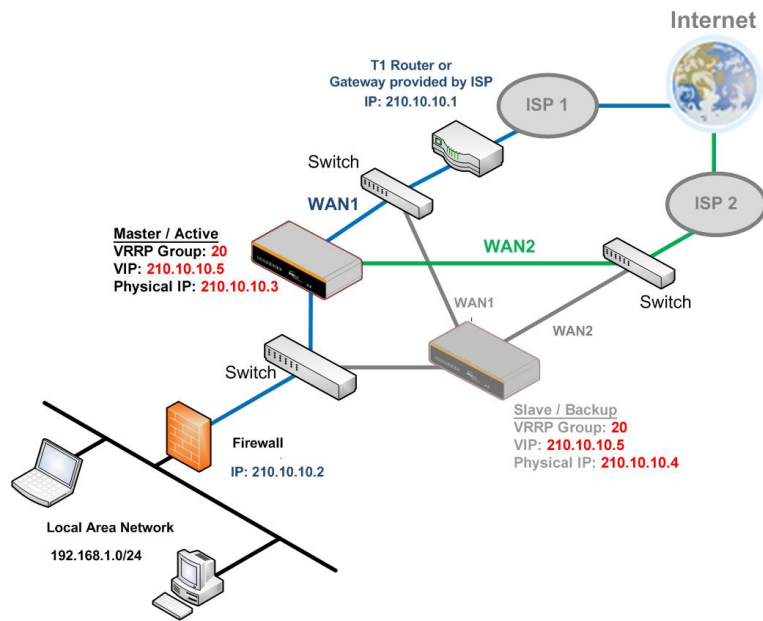 Internet
T1 Router or
Gateway provided by ISP
IP: 210.10.10.1
ISP 1
Switch
WAN1
ISP 2
Master / Active
VRRP Group: 20
VIP: 210.10.10.5
Physical IP: 210.10.10.3
WAN2
Switch
WAN1
WAN2
Switch
Slave / Backup
VRRP Group: 20
VIP: 210.10.10.5
Physical IP: 210.10.10.4
Firewall
IP: 210.10.10.2
Local Area Network
192.168.1.0/24